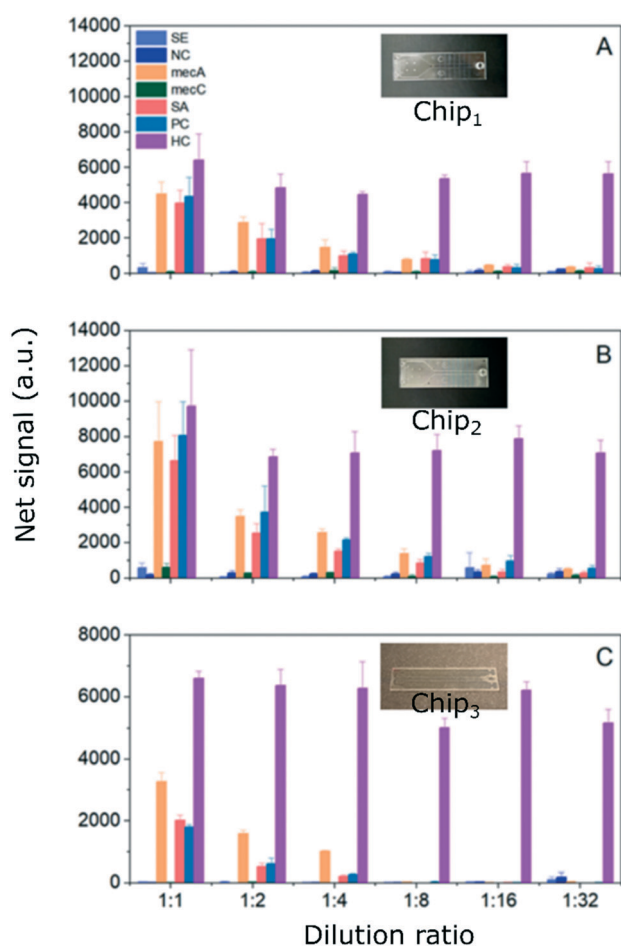 14000
12000
10000
8000
6000
4000
2000
0
SE
NC
mecA
mecC
SA
PC
HC
A
Chip₁
14000
12000
10000
8000
6000
4000
2000
0
B
Chip₂
Net signal (a.u.)
8000
6000
4000
2000
0
C
Chip₃
1:1 1:2 1:4 1:8 1:16 1:32
Dilution ratio